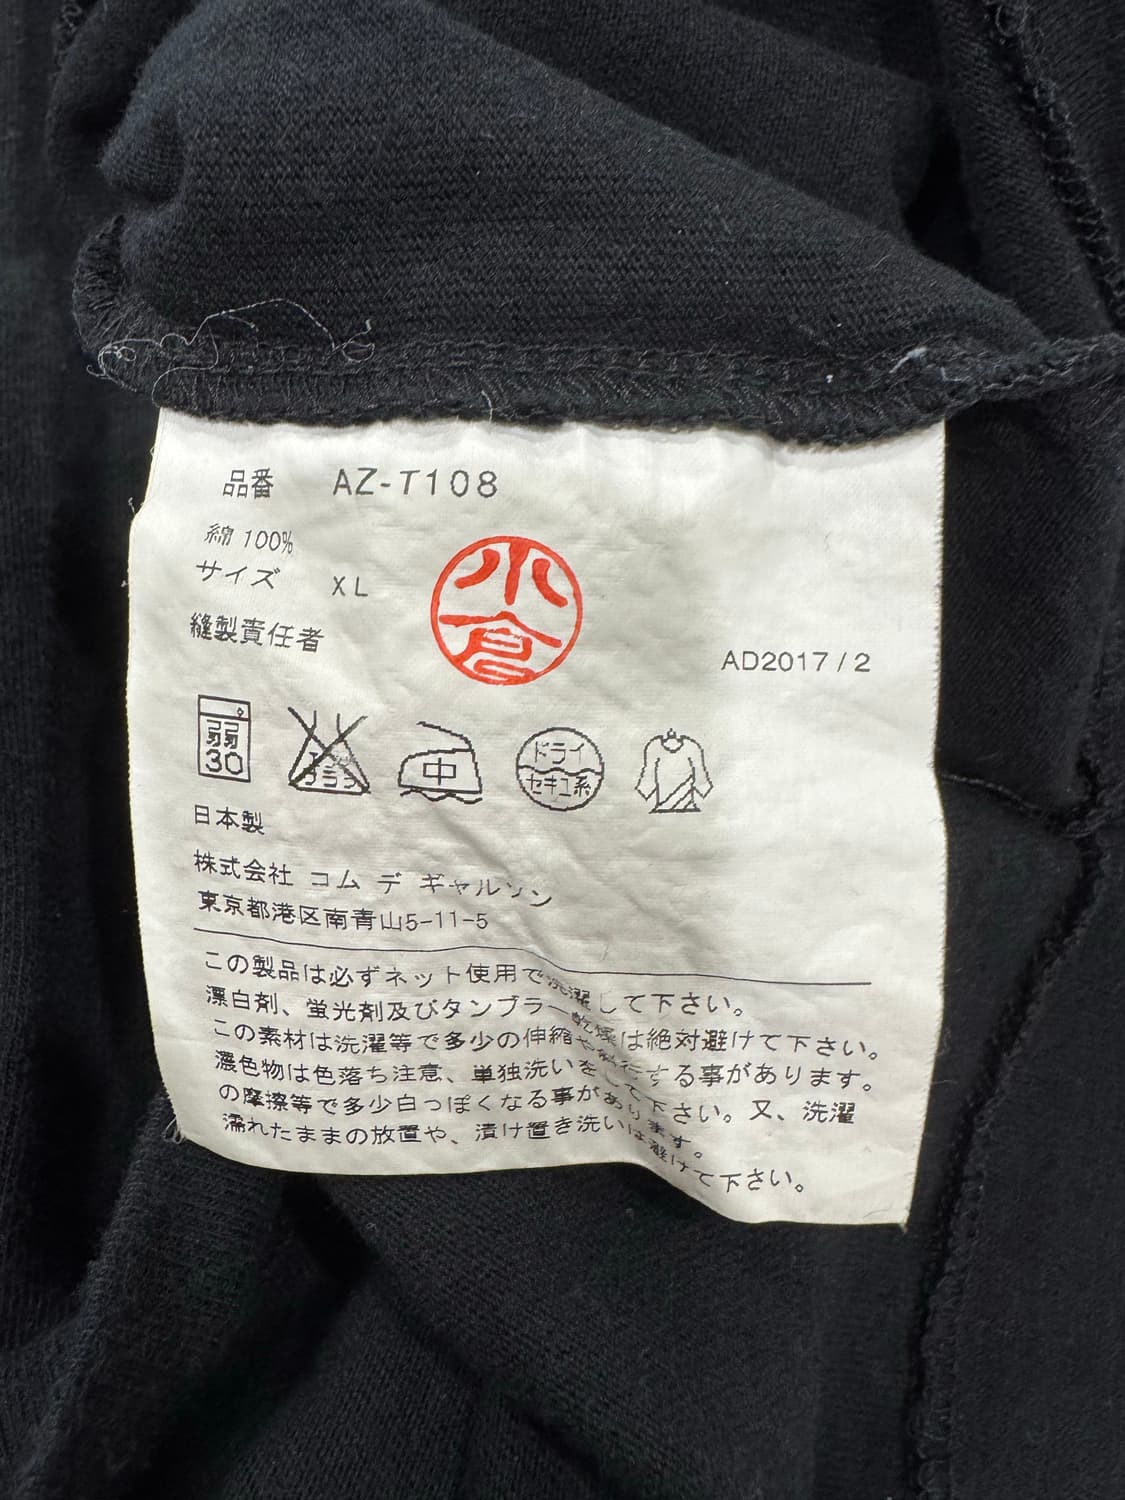 品番 AZ-T108
綿 100%
サイズ XL
縫製責任者
小倉
AD2017/2
弱
30
エンソ
サラシ
中
ドライ
セキユ系
日本製
株式会社 コム デ ギャルソン
東京都港区南青山5-11-5
この製品は必ずネット使用で洗濯して下さい。
漂白剤、蛍光剤及びタンブラー乾燥は絶対避けて下さい。
この素材は洗濯等で多少の伸縮や斜行する事があります。
濃色物は色落ち注意、単独洗いをして下さい。又、洗濯
の摩擦等で多少白っぽくなる事があります。
濡れたままの放置や、漬け置き洗いは避けて下さい。